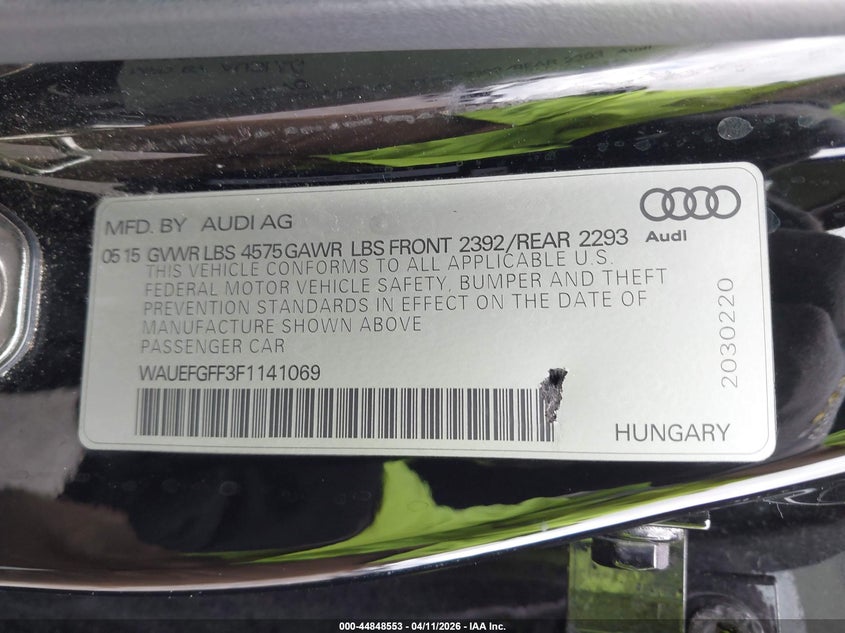 MFD. BY AUDI AG
Audi
05 15 GVWR LBS 4575 GAWR LBS FRONT 2392/REAR 2293
THIS VEHICLE CONFORMS TO ALL APPLICABLE U.S.
FEDERAL MOTOR VEHICLE SAFETY, BUMPER AND THEFT
PREVENTION STANDARDS IN EFFECT ON THE DATE OF
MANUFACTURE SHOWN ABOVE
PASSENGER CAR
WAUEFGFF3F1141069
HUNGARY
2030220
000-44848553 - 04/11/2026 - IAA Inc.